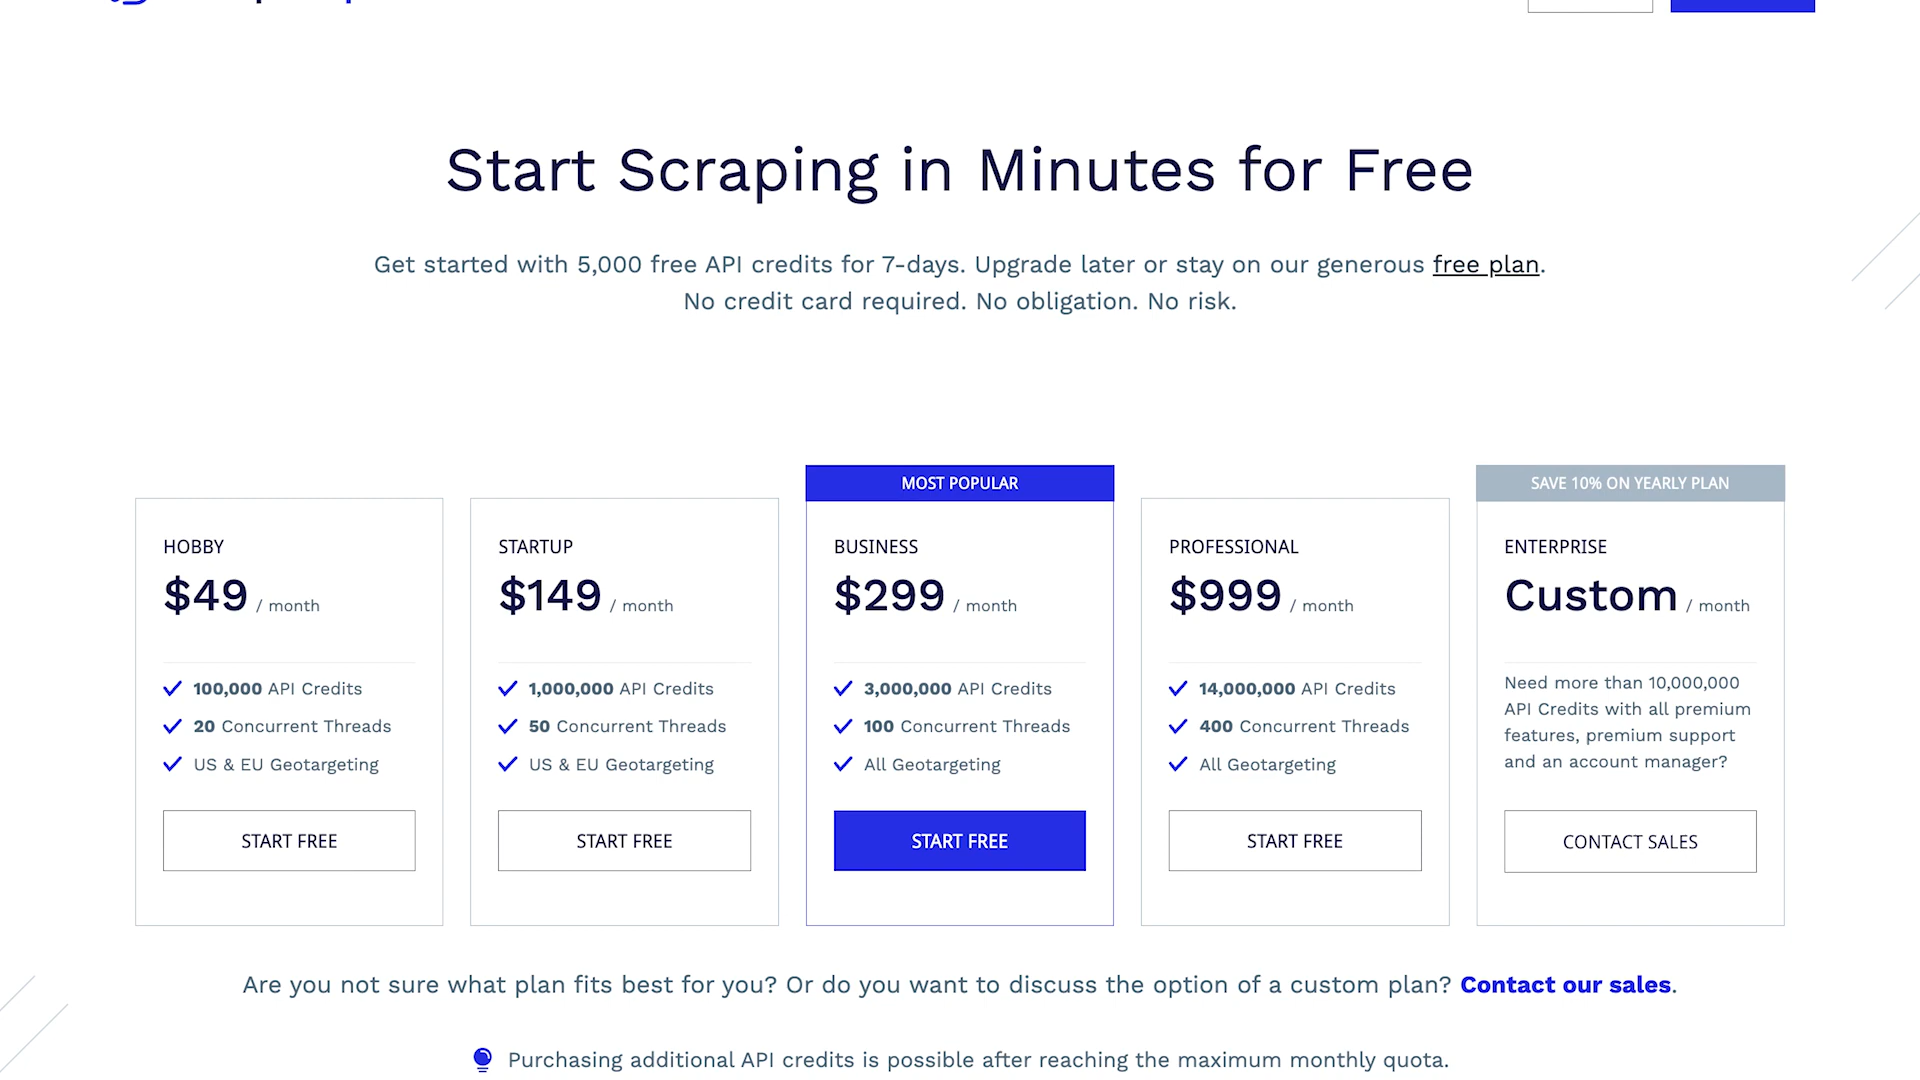 Start Scraping in Minutes for Free
Get started with 5,000 free API credits for 7-days. Upgrade later or stay on our generous free plan.
No credit card required. No obligation. No risk.
HOBBY
$49 / month
100,000 API Credits
20 Concurrent Threads
US & EU Geotargeting
START FREE
STARTUP
$149 / month
1,000,000 API Credits
50 Concurrent Threads
US & EU Geotargeting
START FREE
MOST POPULAR
BUSINESS
$299 / month
3,000,000 API Credits
100 Concurrent Threads
All Geotargeting
START FREE
PROFESSIONAL
$999 / month
14,000,000 API Credits
400 Concurrent Threads
All Geotargeting
START FREE
SAVE 10% ON YEARLY PLAN
ENTERPRISE
Custom / month
Need more than 10,000,000
API Credits with all premium
features, premium support
and an account manager?
CONTACT SALES
Are you not sure what plan fits best for you? Or do you want to discuss the option of a custom plan? Contact our sales.
Purchasing additional API credits is possible after reaching the maximum monthly quota.